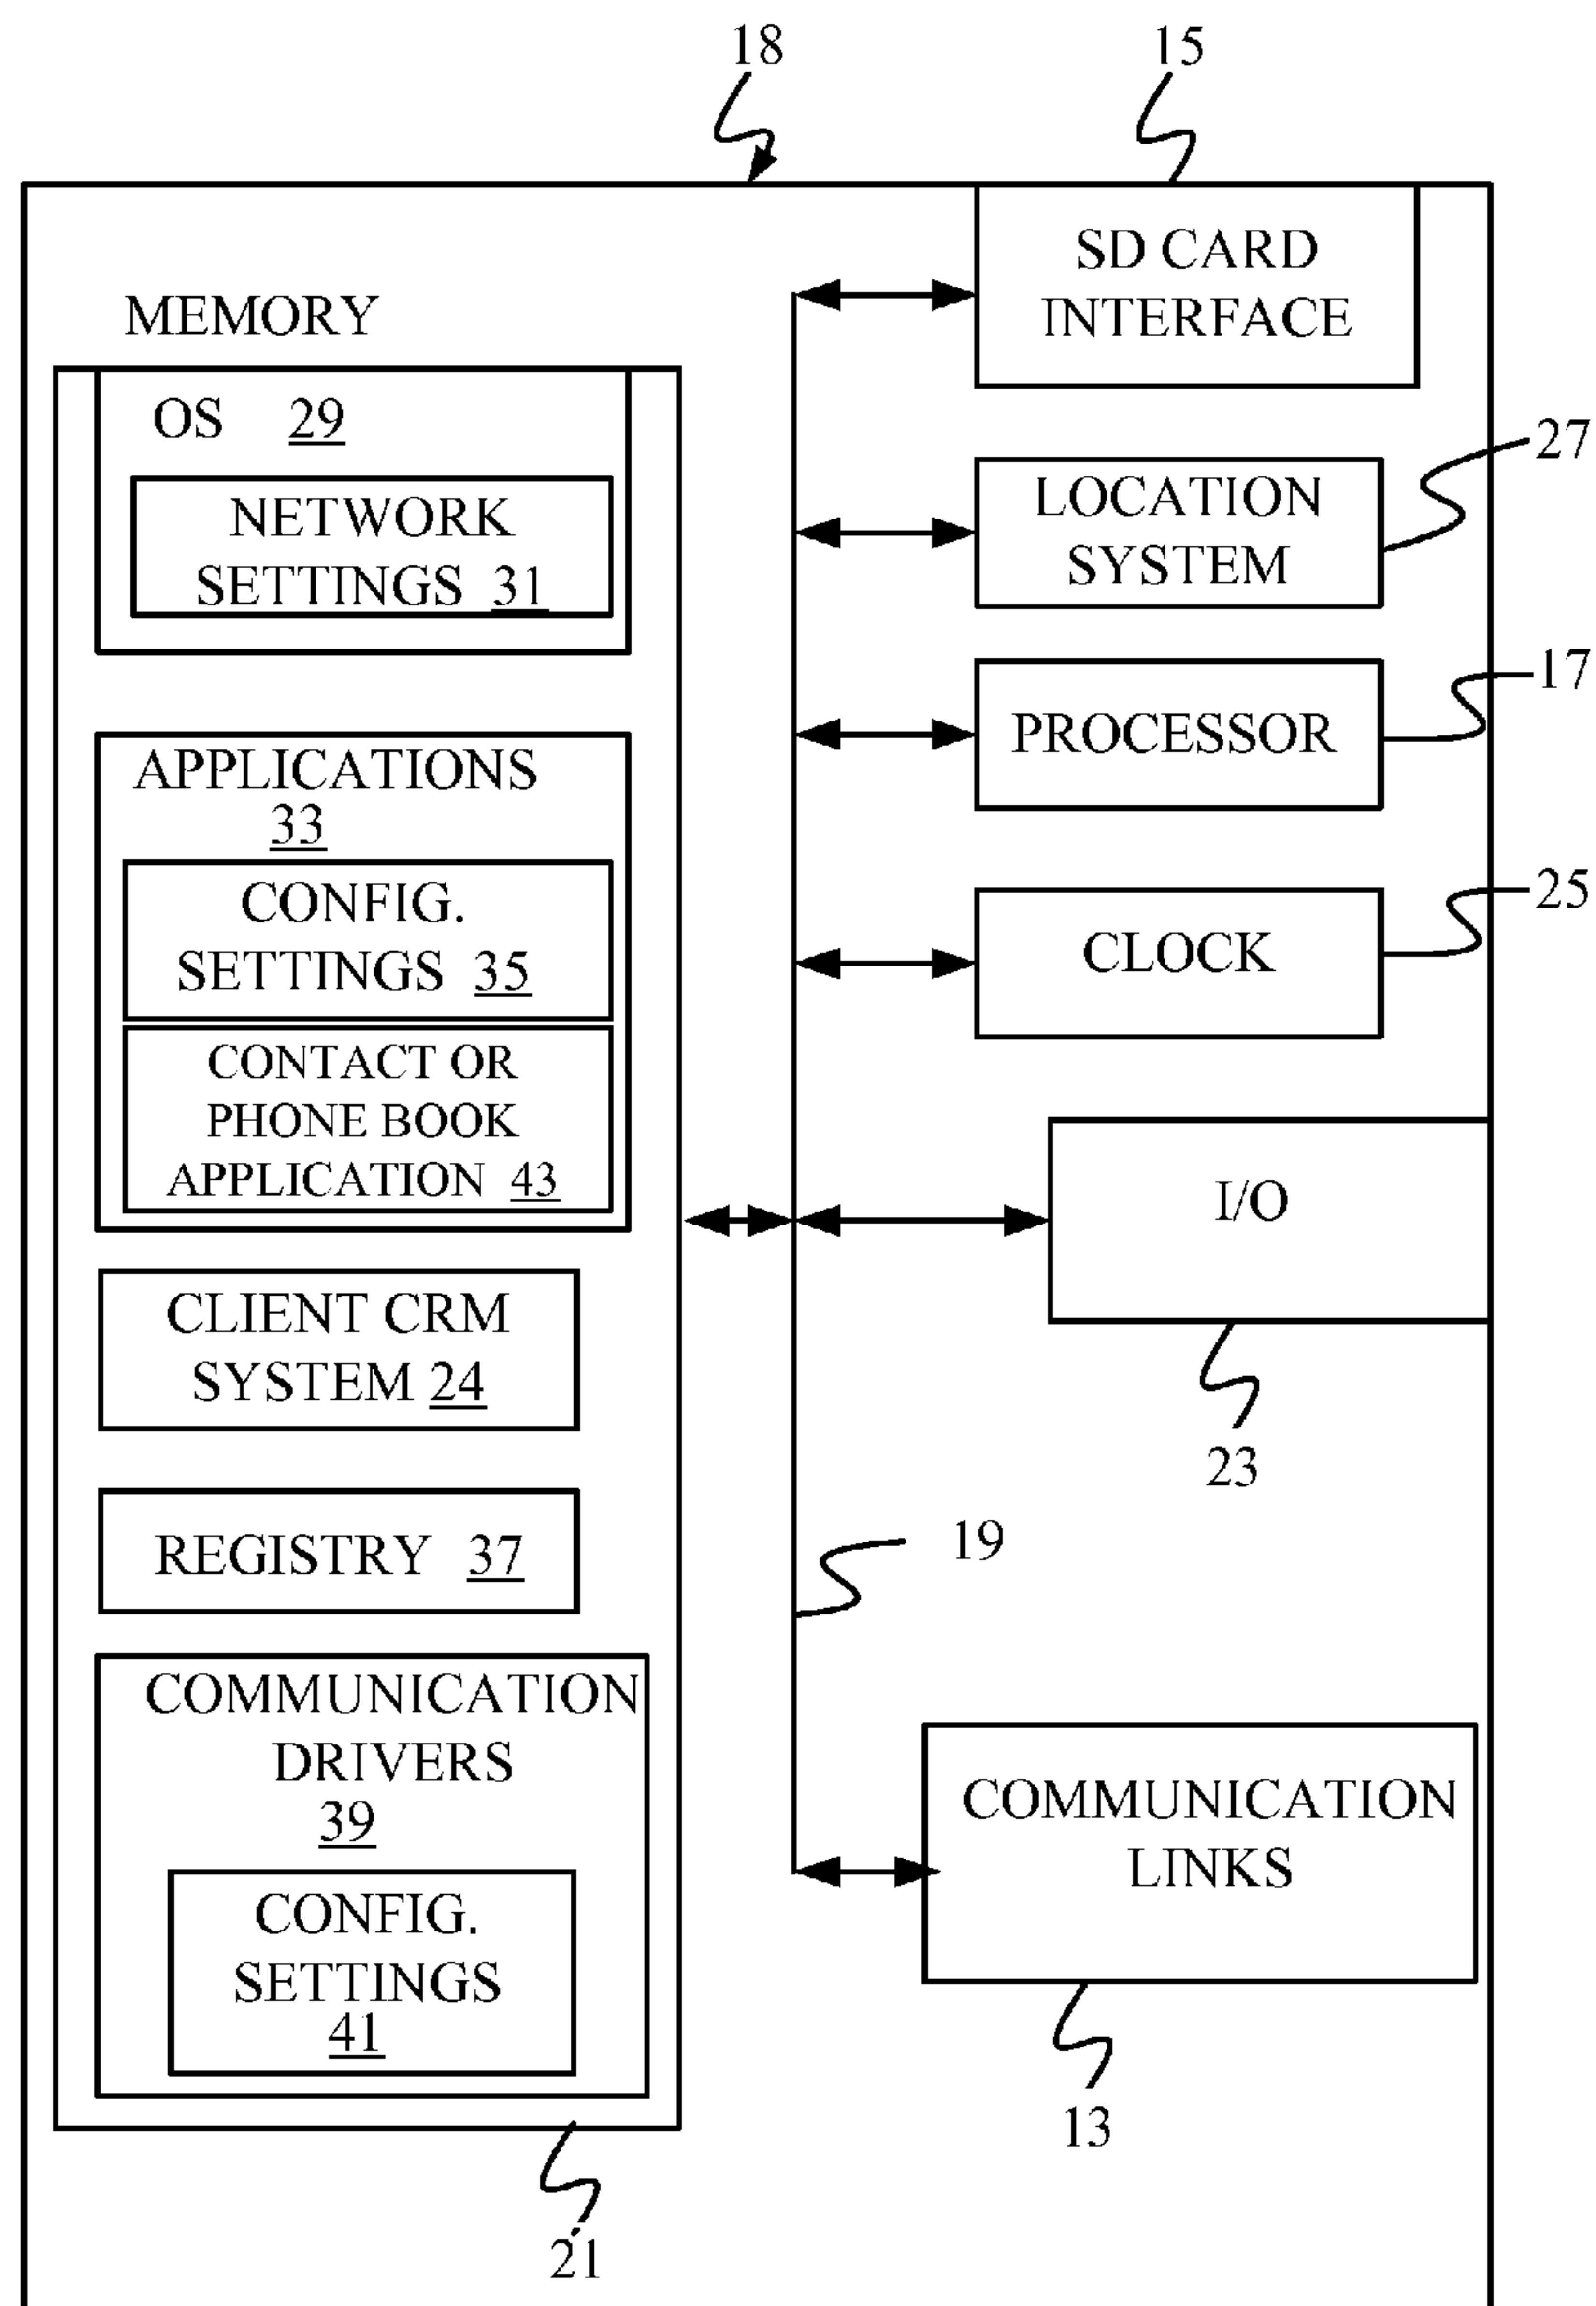 18
15
SD CARD
INTERFACE
MEMORY
OS 29
NETWORK
SETTINGS 31
27
LOCATION
SYSTEM
17
PROCESSOR
APPLICATIONS
33
CONFIG.
SETTINGS 35
25
CLOCK
CONTACT OR
PHONE BOOK
APPLICATION 43
I/O
23
CLIENT CRM
SYSTEM 24
REGISTRY 37
19
COMMUNICATION
DRIVERS
39
CONFIG.
SETTINGS
41
COMMUNICATION
LINKS
13
21